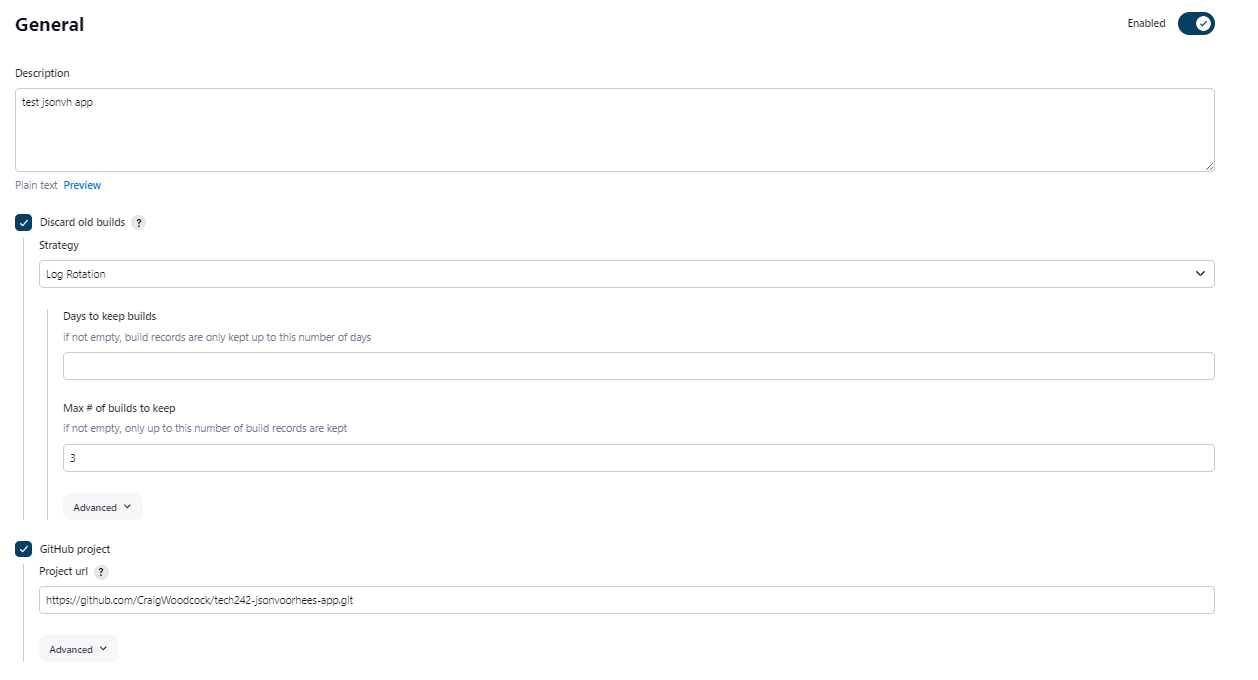 General
Enabled
Description
test jsonvh app
Plain text Preview
Discard old builds ?
Strategy
Log Rotation
Days to keep builds
if not empty, build records are only kept up to this number of days
Max # of builds to keep
if not empty, only up to this number of build records are kept
3
Advanced
GitHub project
Project url ?
https://github.com/CraigWoodcock/tech242-jsonvoorhees-app.git
Advanced